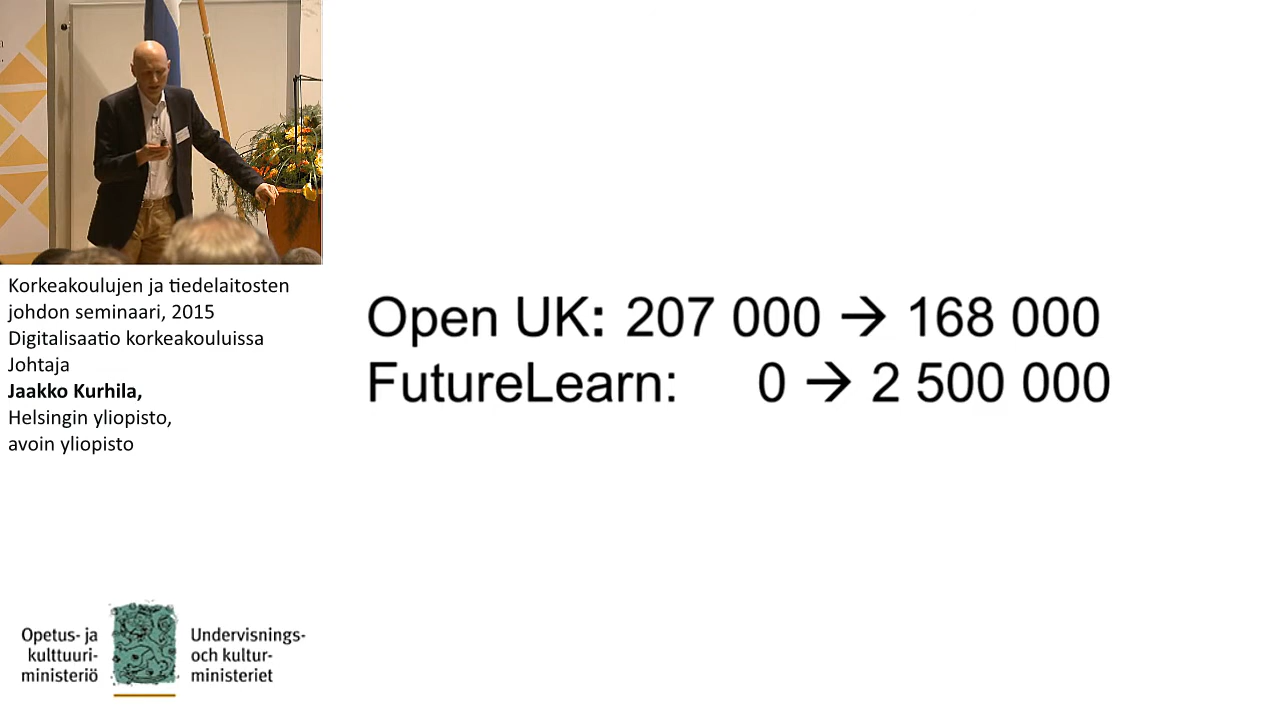 Korkeakoulujen ja tiedelaitosten
johdon seminaari, 2015
Digitalisaatio korkeakouluissa
Johtaja
Jaakko Kurhila,
Helsingin yliopisto,
avoin yliopisto
Open UK: 207 000 → 168 000
FutureLearn: 0 → 2 500 000
Opetus- ja
kulttuuri-
ministeriö
Undervisnings-
och kultur-
ministeriet